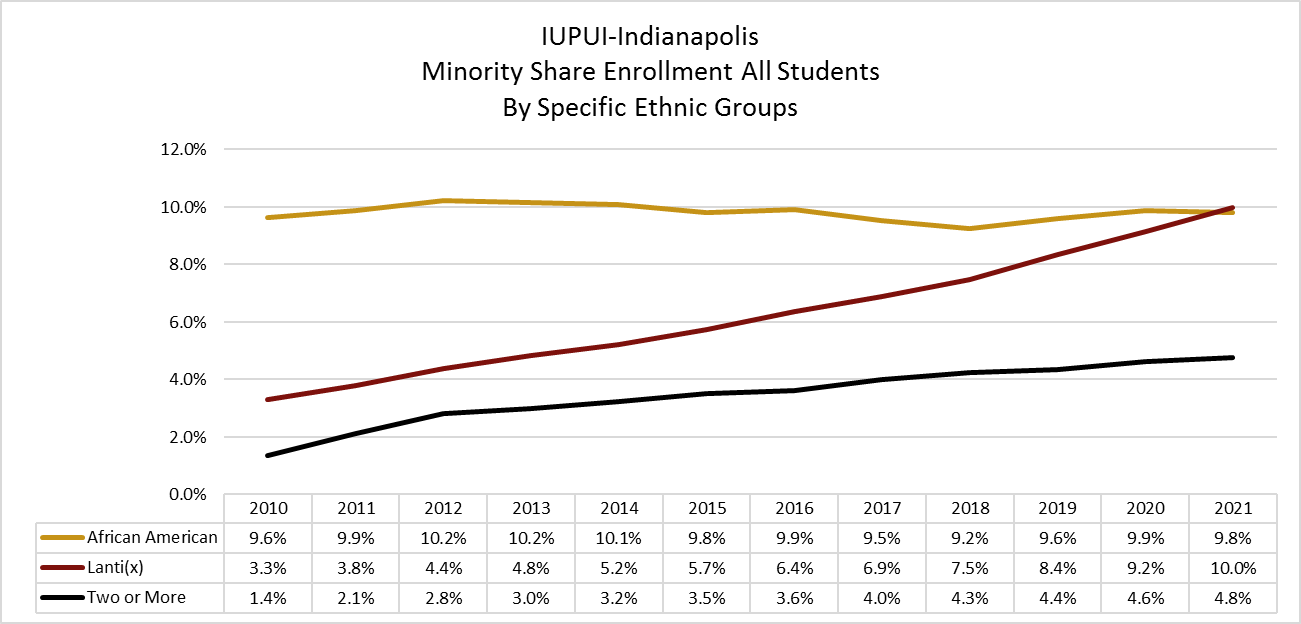 IUPUI-Indianapolis
Minority Share Enrollment All Students
By Specific Ethnic Groups
12.0%
10.0%
8.0%
6.0%
4.0%
2.0%
0.0%
2010 2011 2012 2013 2014 2015 2016 2017 2018 2019 2020 2021
African American 9.6% 9.9% 10.2% 10.2% 10.1% 9.8% 9.9% 9.5% 9.2% 9.6% 9.9% 9.8%
Lanti(x) 3.3% 3.8% 4.4% 4.8% 5.2% 5.7% 6.4% 6.9% 7.5% 8.4% 9.2% 10.0%
Two or More 1.4% 2.1% 2.8% 3.0% 3.2% 3.5% 3.6% 4.0% 4.3% 4.4% 4.6% 4.8%